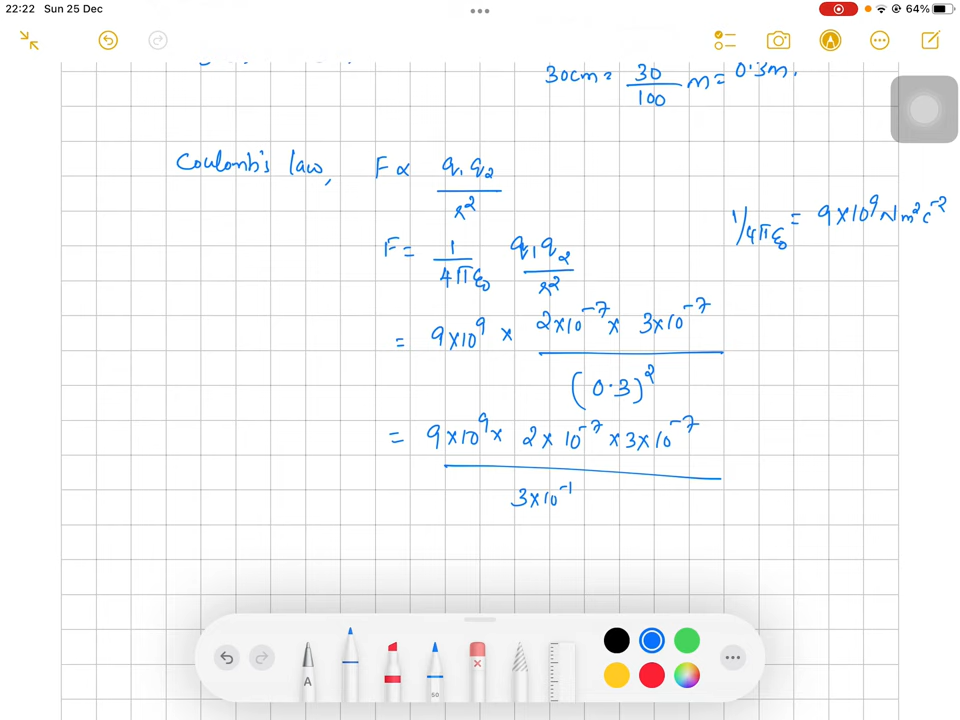 22:22 Sun 25 Dec
64%
30cm = 30/100 m = 0.3m.
Coulomb's law, F ∝ q₁q₂/r²
1/4πε₀ = 9×10⁹ Nm²c⁻²
F = 1/4πε₀ q₁q₂/r²
= 9×10⁹ × 2×10⁻⁷ × 3×10⁻⁷/(0.3)²
= 9×10⁹ × 2×10⁻⁷ × 3×10⁻⁷/3×10⁻¹
A
50